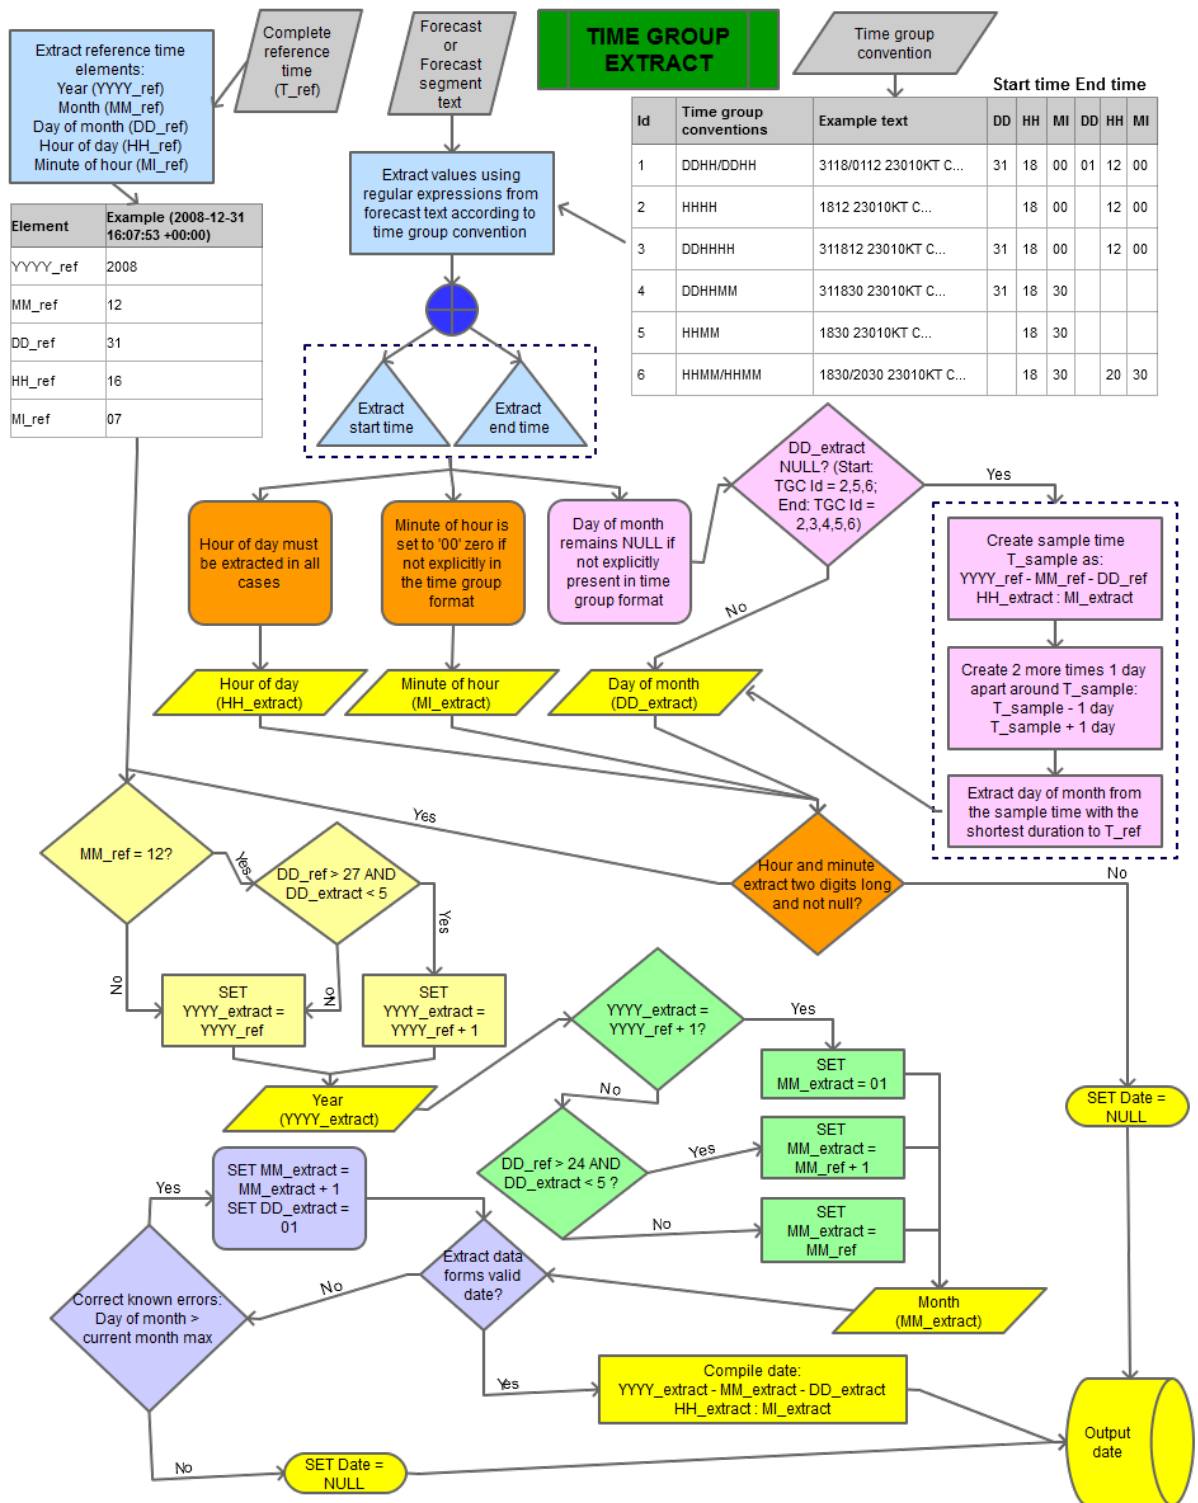 TIME GROUP
EXTRACT
Extract reference time
elements:
Year (YYYY_ref)
Month (MM_ref)
Day of month (DD_ref)
Hour of day (HH_ref)
Minute of hour (MI_ref)
Complete
reference
time
(T_ref)
Forecast
or
Forecast
segment
text
Time group
convention
Start time End time
Id Time group conventions Example text DD HH MI DD HH MI
1 DDHH/DDHH 3118/0112 23010KT C... 31 18 00 01 12 00
2 HHHH 1812 23010KT C... 18 00 12 00
3 DDHHHH 311812 23010KT C... 31 18 00 12 00
4 DDHHMM 311830 23010KT C... 31 18 30
5 HHMM 1830 23010KT C... 18 30
6 HHMM/HHMM 1830/2030 23010KT C... 18 30 20 30
Extract values using
regular expressions from
forecast text according to
time group convention
Element Example (2008-12-31
16:07:53 +00:00)
YYYY_ref 2008
MM_ref 12
DD_ref 31
HH_ref 16
MI_ref 07
Extract
start time
Extract
end time
DD_extract
NULL? (Start:
TGC Id = 2,5,6;
End: TGC Id =
2,3,4,5,6)
Yes
No
Hour of day must
be extracted in all
cases
Minute of hour is
set to '00' zero if
not explicitly in
the time group
format
Day of month
remains NULL if
not explicitly
present in time
group format
Create sample time
T_sample as:
YYYY_ref - MM_ref - DD_ref
HH_extract : MI_extract
Create 2 more times 1 day
apart around T_sample:
T_sample - 1 day
T_sample + 1 day
Extract day of month from
the sample time with the
shortest duration to T_ref
Hour of day
(HH_extract)
Minute of hour
(MI_extract)
Day of month
(DD_extract)
Yes
Hour and minute
extract two digits long
and not null?
No
MM_ref = 12?
Yes
DD_ref > 27 AND
DD_extract < 5
Yes
No
No
SET
YYYY_extract =
YYYY_ref
SET
YYYY_extract =
YYYY_ref + 1
Year
(YYYY_extract)
YYYY_extract =
YYYY_ref + 1?
Yes
No
SET
MM_extract = 01
DD_ref > 24 AND
DD_extract < 5 ?
Yes
No
SET
MM_extract =
MM_ref + 1
SET
MM_extract =
MM_ref
SET Date =
NULL
Month
(MM_extract)
SET MM_extract =
MM_extract + 1
SET DD_extract =
01
Yes
Extract data
forms valid
date?
No
Yes
Correct known errors:
Day of month >
current month max
No
Compile date:
YYYY_extract - MM_extract - DD_extract
HH_extract : MI_extract
SET Date =
NULL
Output
date